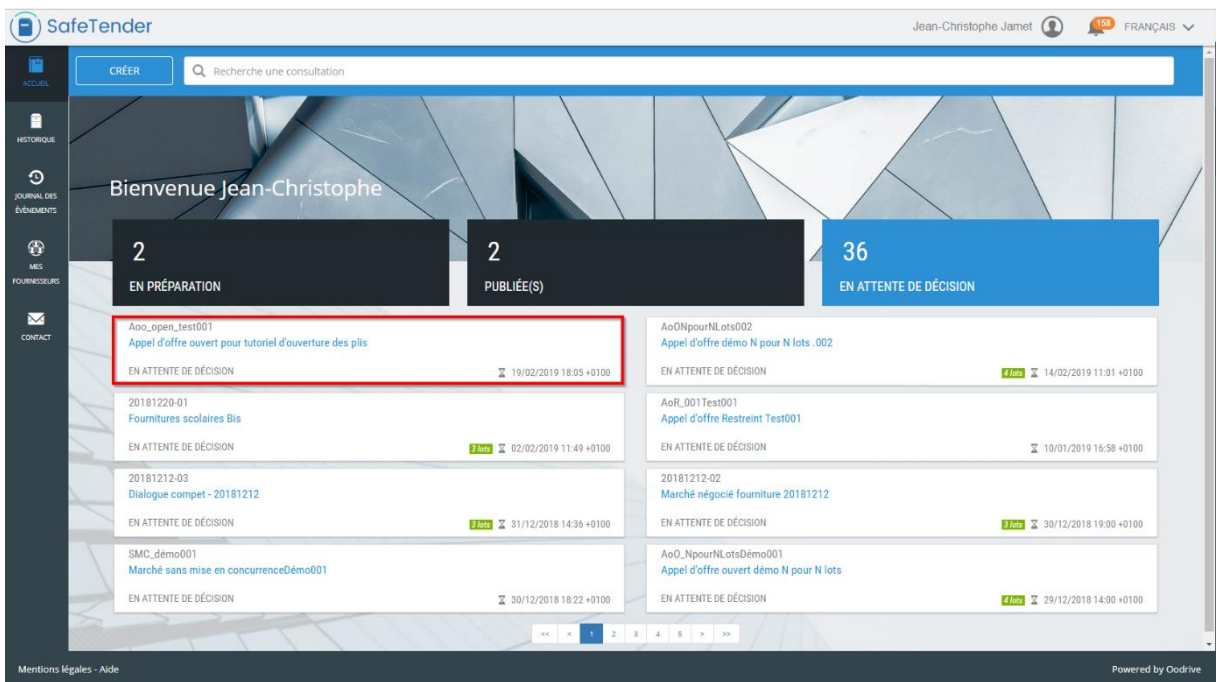 SafeTender
Jean-Christophe Jamet
158
FRANÇAIS
ACCUEIL
CRÉER
Recherche une consultation
HISTORIQUE
JOURNAL DES
ÉVÈNEMENTS
MES
FOURNISSEURS
CONTACT
Bienvenue Jean-Christophe
2
EN PRÉPARATION
2
PUBLIÉE(S)
36
EN ATTENTE DE DÉCISION
Aoo_open_test001
Appel d'offre ouvert pour tutoriel d'ouverture des plis
EN ATTENTE DE DÉCISION
19/02/2019 18:05 +0100
AoONpourNLots002
Appel d'offre démo N pour N lots .002
EN ATTENTE DE DÉCISION
4 lots 14/02/2019 11:01 +0100
20181220-01
Fournitures scolaires Bis
EN ATTENTE DE DÉCISION
3 lots 02/02/2019 11:49 +0100
AoR_001Test001
Appel d'offre Restreint Test001
EN ATTENTE DE DÉCISION
10/01/2019 16:58 +0100
20181212-03
Dialogue compet - 20181212
EN ATTENTE DE DÉCISION
3 lots 31/12/2018 14:36 +0100
20181212-02
Marché négocié fourniture 20181212
EN ATTENTE DE DÉCISION
3 lots 30/12/2018 19:00 +0100
SMC_démo001
Marché sans mise en concurrenceDémo001
EN ATTENTE DE DÉCISION
30/12/2018 18:22 +0100
AoO_NpourNLotsDémo001
Appel d'offre ouvert démo N pour N lots
EN ATTENTE DE DÉCISION
4 lots 29/12/2018 14:00 +0100
<< < 1 2 3 4 5 > >>
Mentions légales - Aide
Powered by Oodrive